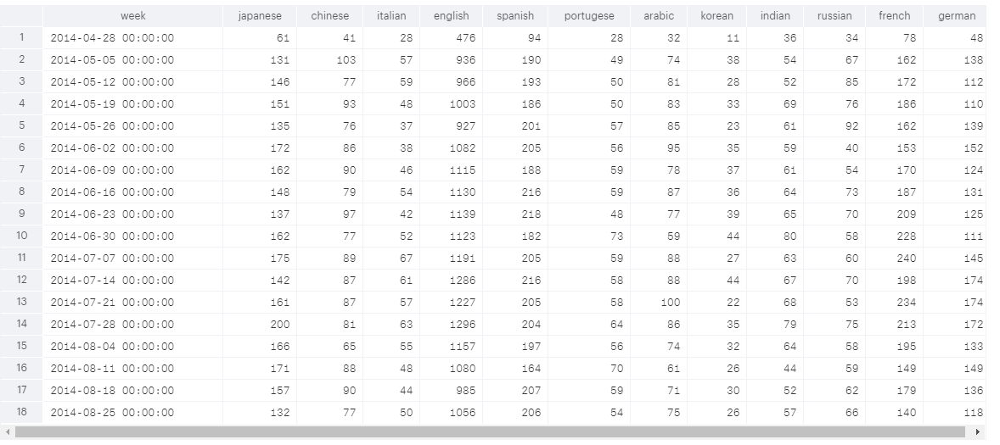 week japanese chinese italian english spanish portugese arabic korean indian russian french german
1 2014-04-28 00:00:00 61 41 28 476 94 28 32 11 36 34 78 48
2 2014-05-05 00:00:00 131 103 57 936 190 49 74 38 54 67 162 138
3 2014-05-12 00:00:00 146 77 59 966 193 50 81 28 52 85 172 112
4 2014-05-19 00:00:00 151 93 48 1003 186 50 83 33 69 76 186 110
5 2014-05-26 00:00:00 135 76 37 927 201 57 85 23 61 92 162 139
6 2014-06-02 00:00:00 172 86 38 1082 205 56 95 35 59 40 153 152
7 2014-06-09 00:00:00 162 90 46 1115 188 59 78 37 61 54 170 124
8 2014-06-16 00:00:00 148 79 54 1130 216 59 87 36 64 73 187 131
9 2014-06-23 00:00:00 137 97 42 1139 218 48 77 39 65 70 209 125
10 2014-06-30 00:00:00 162 77 52 1123 182 73 59 44 80 58 228 111
11 2014-07-07 00:00:00 175 89 67 1191 205 59 88 27 63 60 240 145
12 2014-07-14 00:00:00 142 87 61 1286 216 58 88 44 67 70 198 174
13 2014-07-21 00:00:00 161 87 57 1227 205 58 100 22 68 53 234 174
14 2014-07-28 00:00:00 200 81 63 1296 204 64 86 35 79 75 213 172
15 2014-08-04 00:00:00 166 65 55 1157 197 56 74 32 64 58 195 133
16 2014-08-11 00:00:00 171 88 48 1080 164 70 61 26 44 59 149 149
17 2014-08-18 00:00:00 157 90 44 985 207 59 71 30 52 62 179 136
18 2014-08-25 00:00:00 132 77 50 1056 206 54 75 26 57 66 140 118